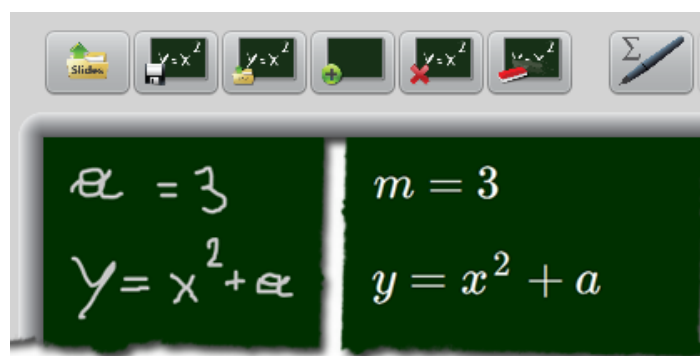 Slides
y=x²
y=x²
y=x²
y=x²
Σ
a = 3
y = x² + a
m = 3
y = x² + a